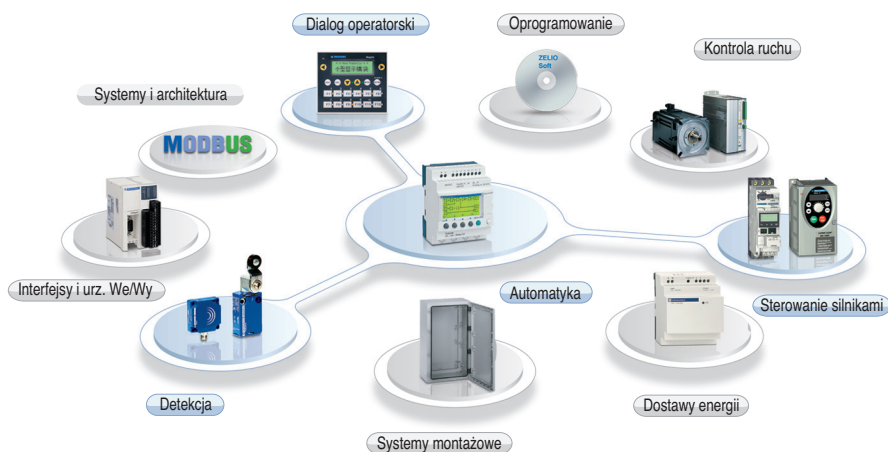 Dialog operatorski
Oprogramowanie
ZELIO
Soft
Kontrola ruchu
Systemy i architektura
MODBUS
Interfejsy i urz. We/Wy
Automatyka
Sterowanie silnikami
Detekcja
Dostawy energii
Systemy montażowe